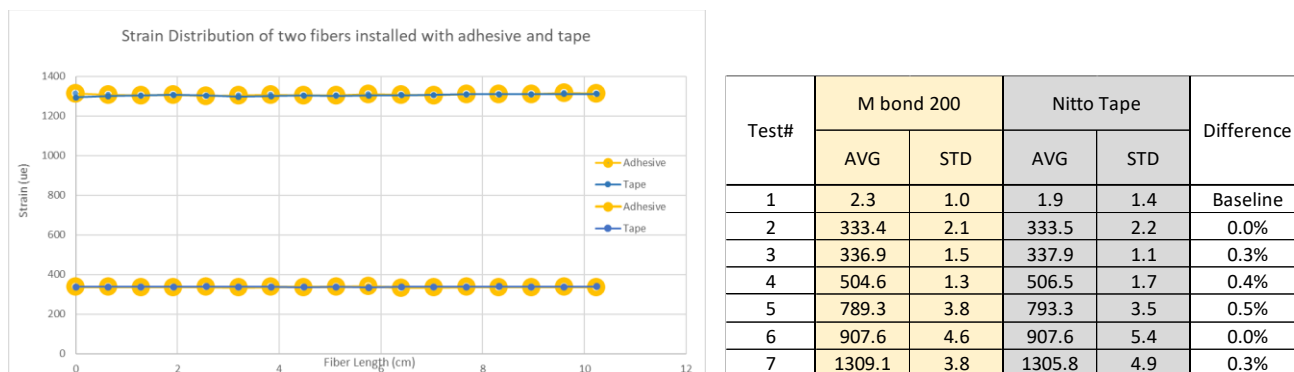 Strain Distribution of two fibers installed with adhesive and tape
1400
1200
1000
800
600
400
200
0
Strain (ue)
0 2 4 6 8 10 12
Fiber Length (cm)
Adhesive
Tape
Adhesive
Tape
Test# M bond 200 Nitto Tape Difference
AVG STD AVG STD
1 2.3 1.0 1.9 1.4 Baseline
2 333.4 2.1 333.5 2.2 0.0%
3 336.9 1.5 337.9 1.1 0.3%
4 504.6 1.3 506.5 1.7 0.4%
5 789.3 3.8 793.3 3.5 0.5%
6 907.6 4.6 907.6 5.4 0.0%
7 1309.1 3.8 1305.8 4.9 0.3%